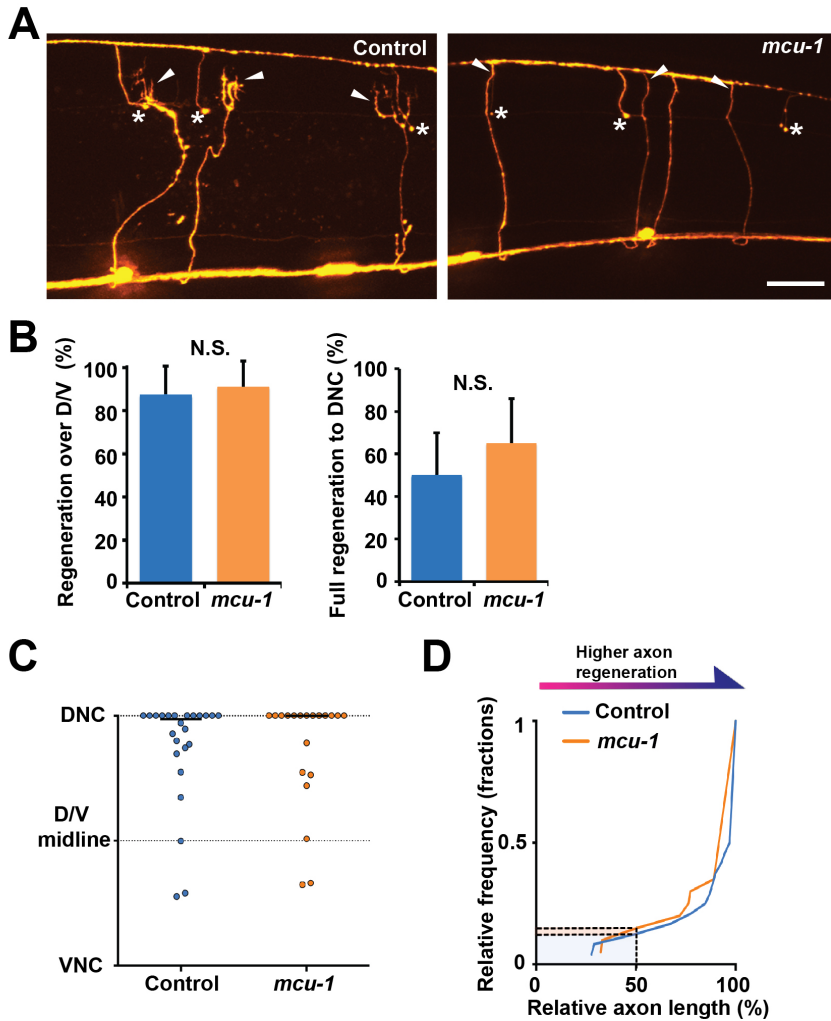 A
Control
mcu-1
*
*
*
*
*
*
B
Regeneration over D/V (%)
100
80
60
40
20
0
N.S.
Control
mcu-1
Full regeneration to DNC (%)
100
80
60
40
20
0
N.S.
Control
mcu-1
C
DNC
D/V
midline
VNC
Control
mcu-1
D
Higher axon
regeneration
Control
mcu-1
Relative frequency (fractions)
1
0.5
0
0
50
100
Relative axon length (%)